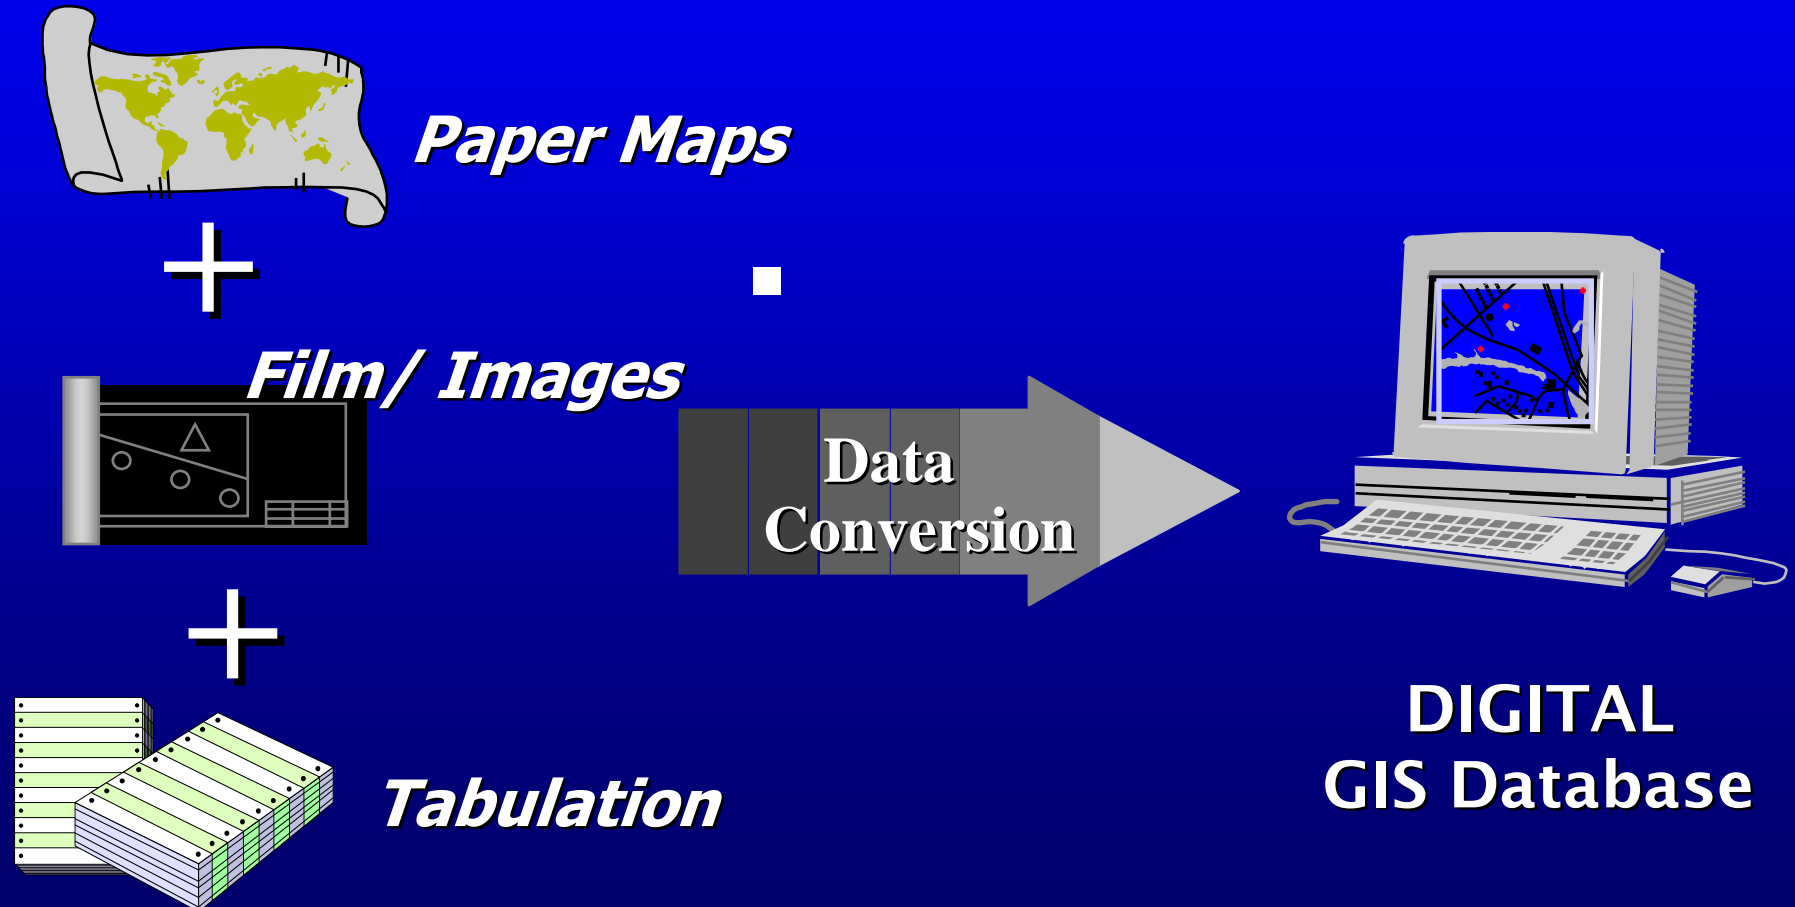 Paper Maps
+
Film/ Images
Data
Conversion
+
Tabulation
DIGITAL
GIS Database